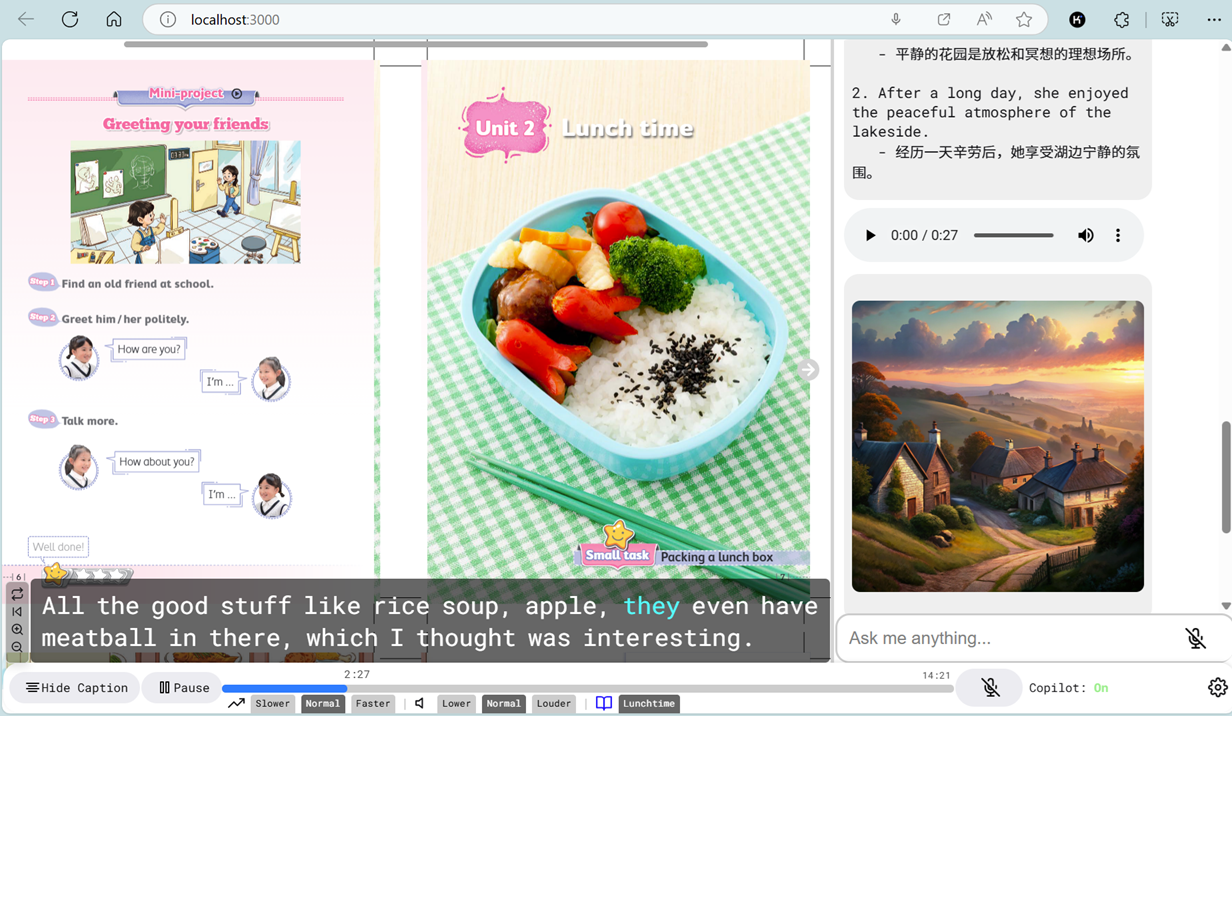 localhost:3000
Mini-project
Greeting your friends
Step 1 Find an old friend at school.
Step 2 Greet him/her politely.
How are you?
I'm ...
Step 3 Talk more.
How about you?
I'm ...
Well done!
6
Unit 2 Lunch time
Small task Packing a lunch box
7
All the good stuff like rice soup, apple, they even have
meatball in there, which I thought was interesting.
Hide Caption
Pause
2:27
14:21
Slower Normal Faster | Lower Normal Louder | Lunchtime
Copilot: On
- 平静的花园是放松和冥想的理想场所。
2. After a long day, she enjoyed
the peaceful atmosphere of the
lakeside.
- 经历一天辛劳后，她享受湖边宁静的氛
围。
0:00 / 0:27
Ask me anything...